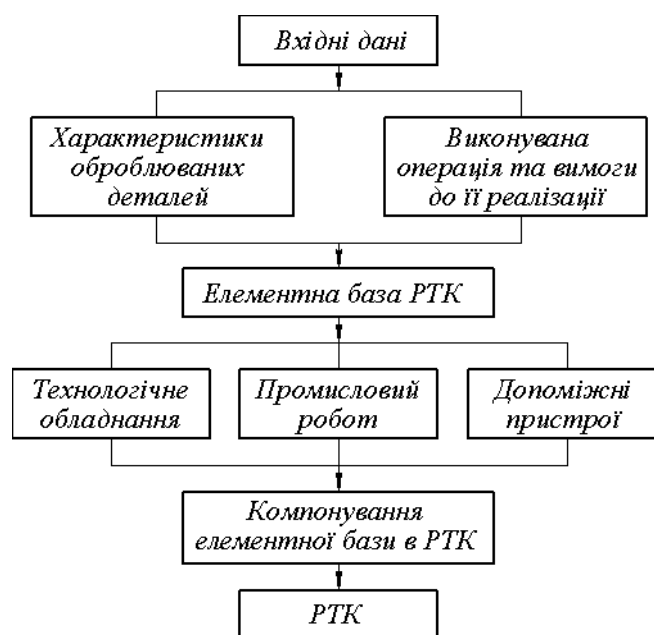 Вхідні дані
Характеристики
оброблюваних
деталей
Виконувана
операція та вимоги
до її реалізації
Елементна база РТК
Технологічне
обладнання
Промисловий
робот
Допоміжні
пристрої
Компонування
елементної бази в РТК
РТК